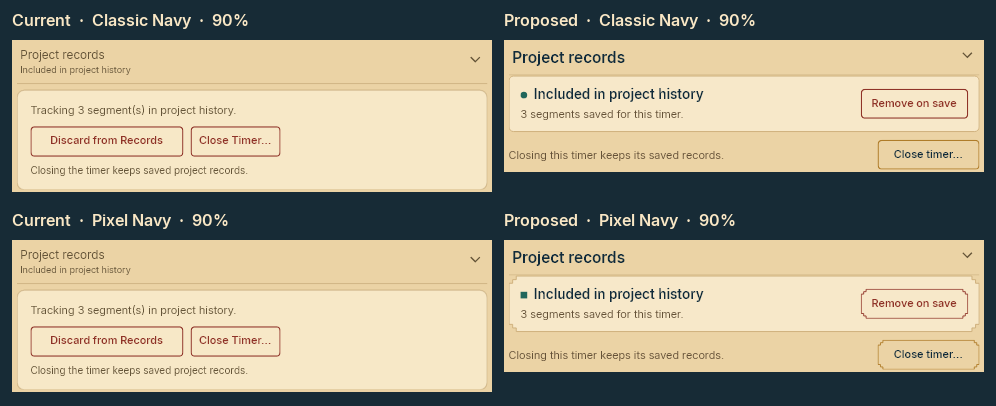 Current · Classic Navy · 90%
Project records
Included in project history
Tracking 3 segment(s) in project history.
Discard from Records
Close Timer...
Closing the timer keeps saved project records.
Proposed · Classic Navy · 90%
Project records
Included in project history
3 segments saved for this timer.
Remove on save
Closing this timer keeps its saved records.
Close timer...
Current · Pixel Navy · 90%
Project records
Included in project history
Tracking 3 segment(s) in project history.
Discard from Records
Close Timer...
Closing the timer keeps saved project records.
Proposed · Pixel Navy · 90%
Project records
Included in project history
3 segments saved for this timer.
Remove on save
Closing this timer keeps its saved records.
Close timer...